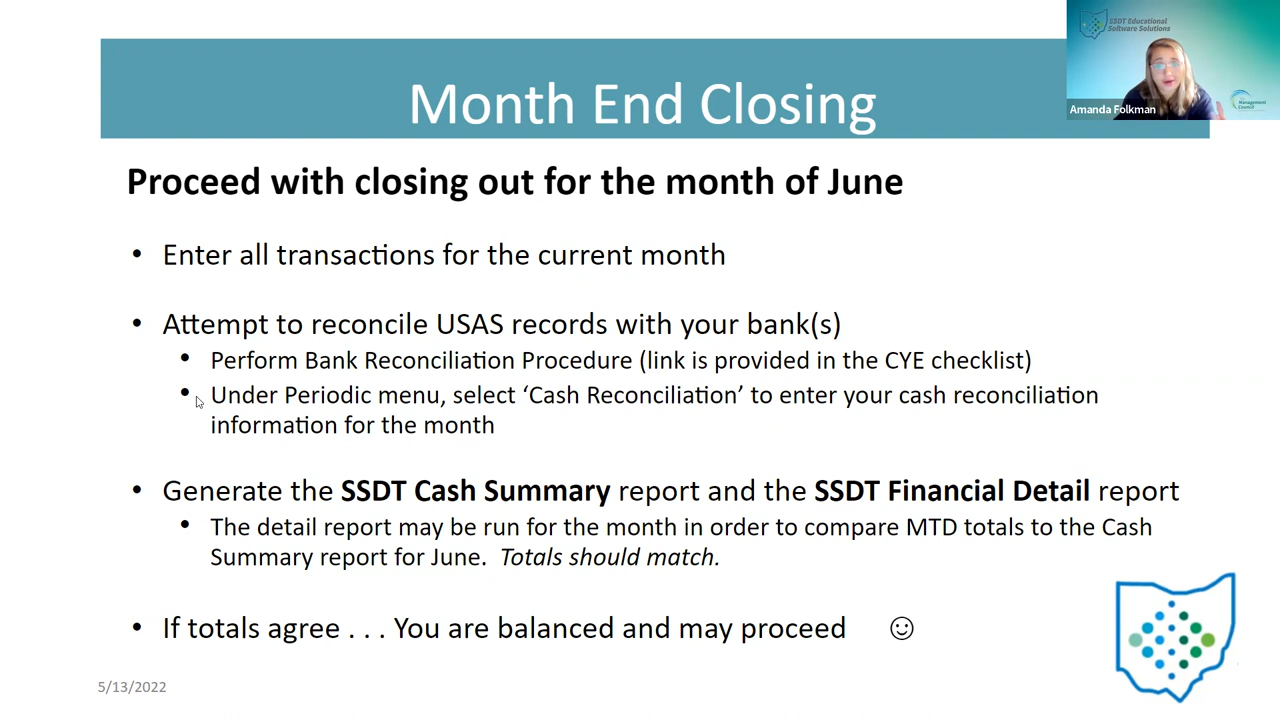 SSDT Educational
Software Solutions
Management
Council
Amanda Folkman
Month End Closing
Proceed with closing out for the month of June
• Enter all transactions for the current month
• Attempt to reconcile USAS records with your bank(s)
• Perform Bank Reconciliation Procedure (link is provided in the CYE checklist)
• Under Periodic menu, select ‘Cash Reconciliation’ to enter your cash reconciliation
information for the month
• Generate the SSDT Cash Summary report and the SSDT Financial Detail report
• The detail report may be run for the month in order to compare MTD totals to the Cash
Summary report for June. Totals should match.
• If totals agree . . . You are balanced and may proceed ☺
5/13/2022